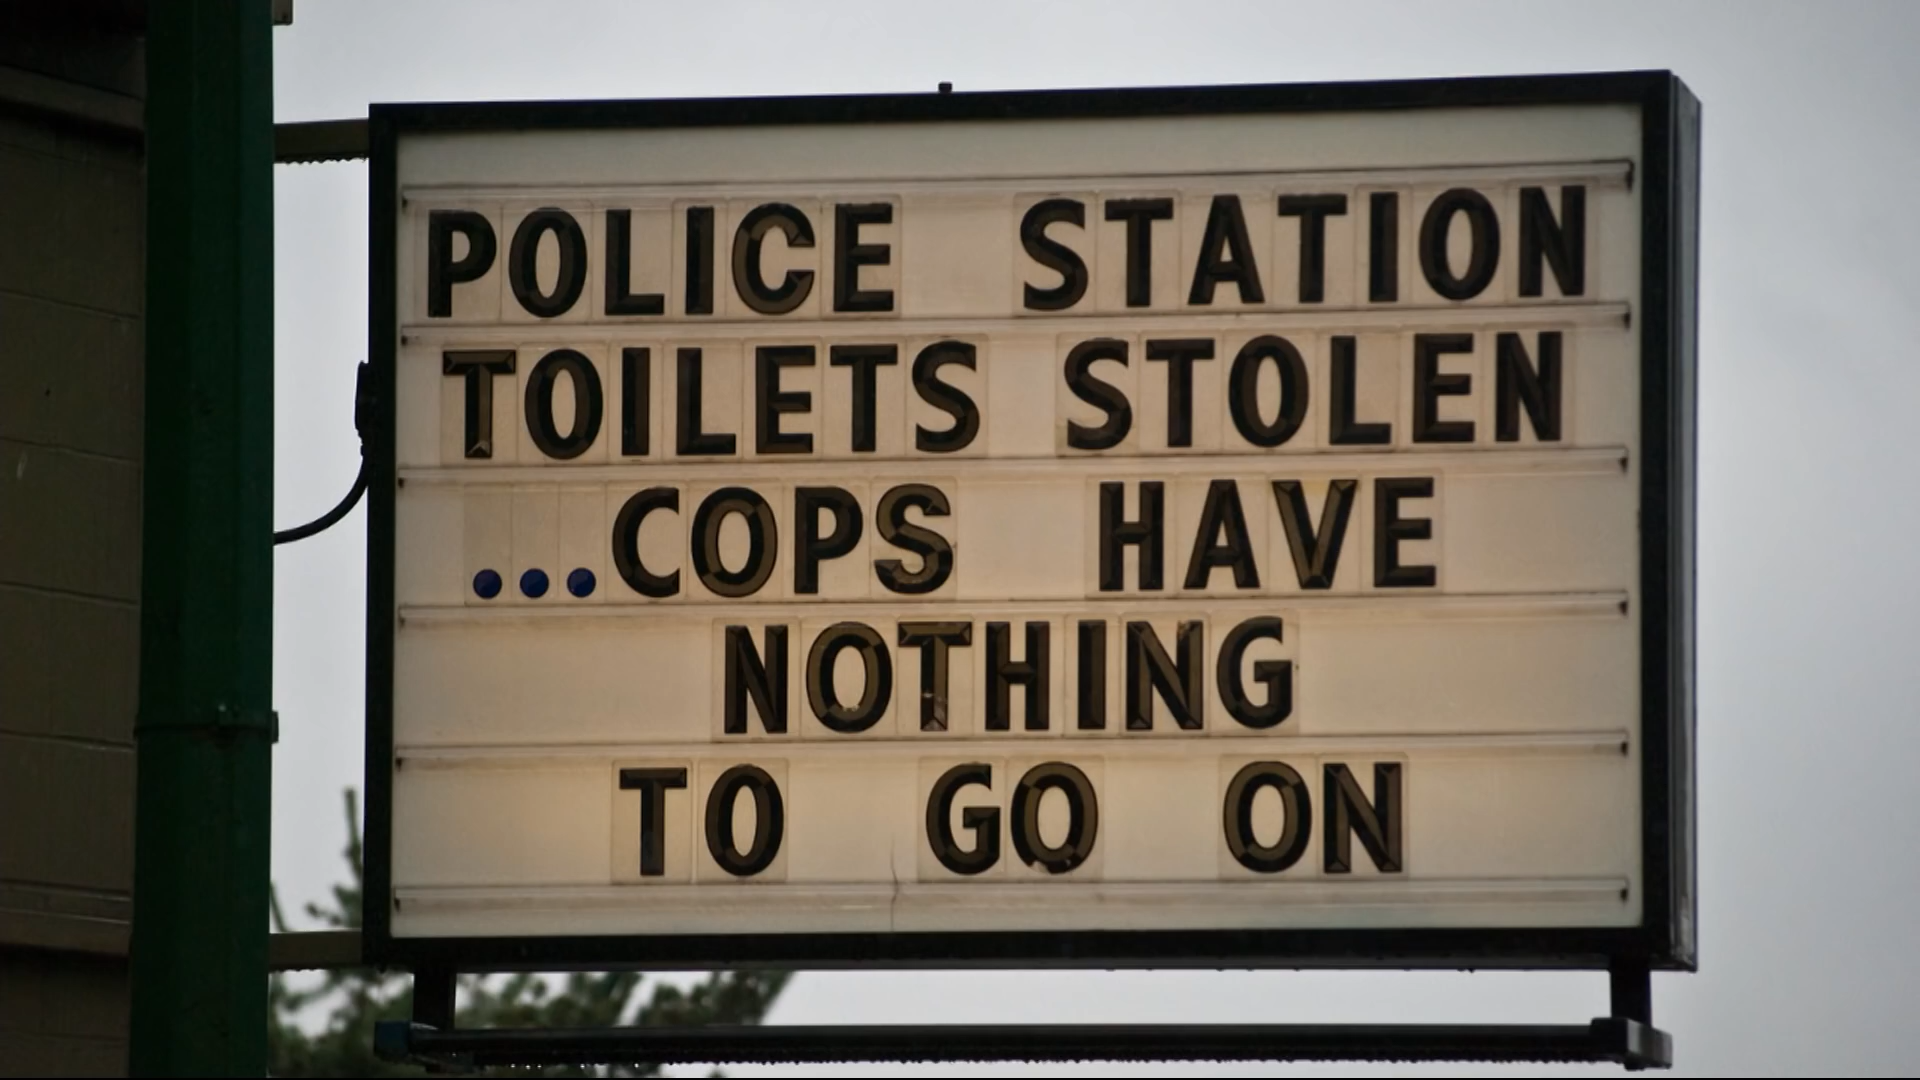 POLICE STATION
TOILETS STOLEN
...COPS HAVE
NOTHING
TO GO ON